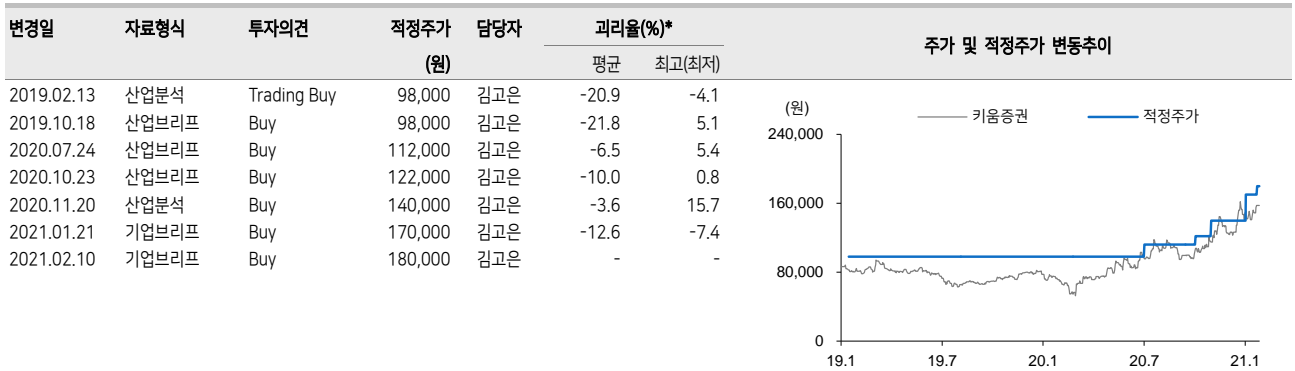 변경일 자료형식 투자의견 적정주가 담당자 괴리율(%)* 주가 및 적정주가 변동추이
(원) 평균 최고(최저)
2019.02.13 산업분석 Trading Buy 98,000 김고은 -20.9 -4.1
2019.10.18 산업브리프 Buy 98,000 김고은 -21.8 5.1
2020.07.24 산업브리프 Buy 112,000 김고은 -6.5 5.4
2020.10.23 산업브리프 Buy 122,000 김고은 -10.0 0.8
2020.11.20 산업분석 Buy 140,000 김고은 -3.6 15.7
2021.01.21 기업브리프 Buy 170,000 김고은 -12.6 -7.4
2021.02.10 기업브리프 Buy 180,000 김고은 - -
(원) 키움증권 적정주가
240,000
160,000
80,000
0
19.1 19.7 20.1 20.7 21.1